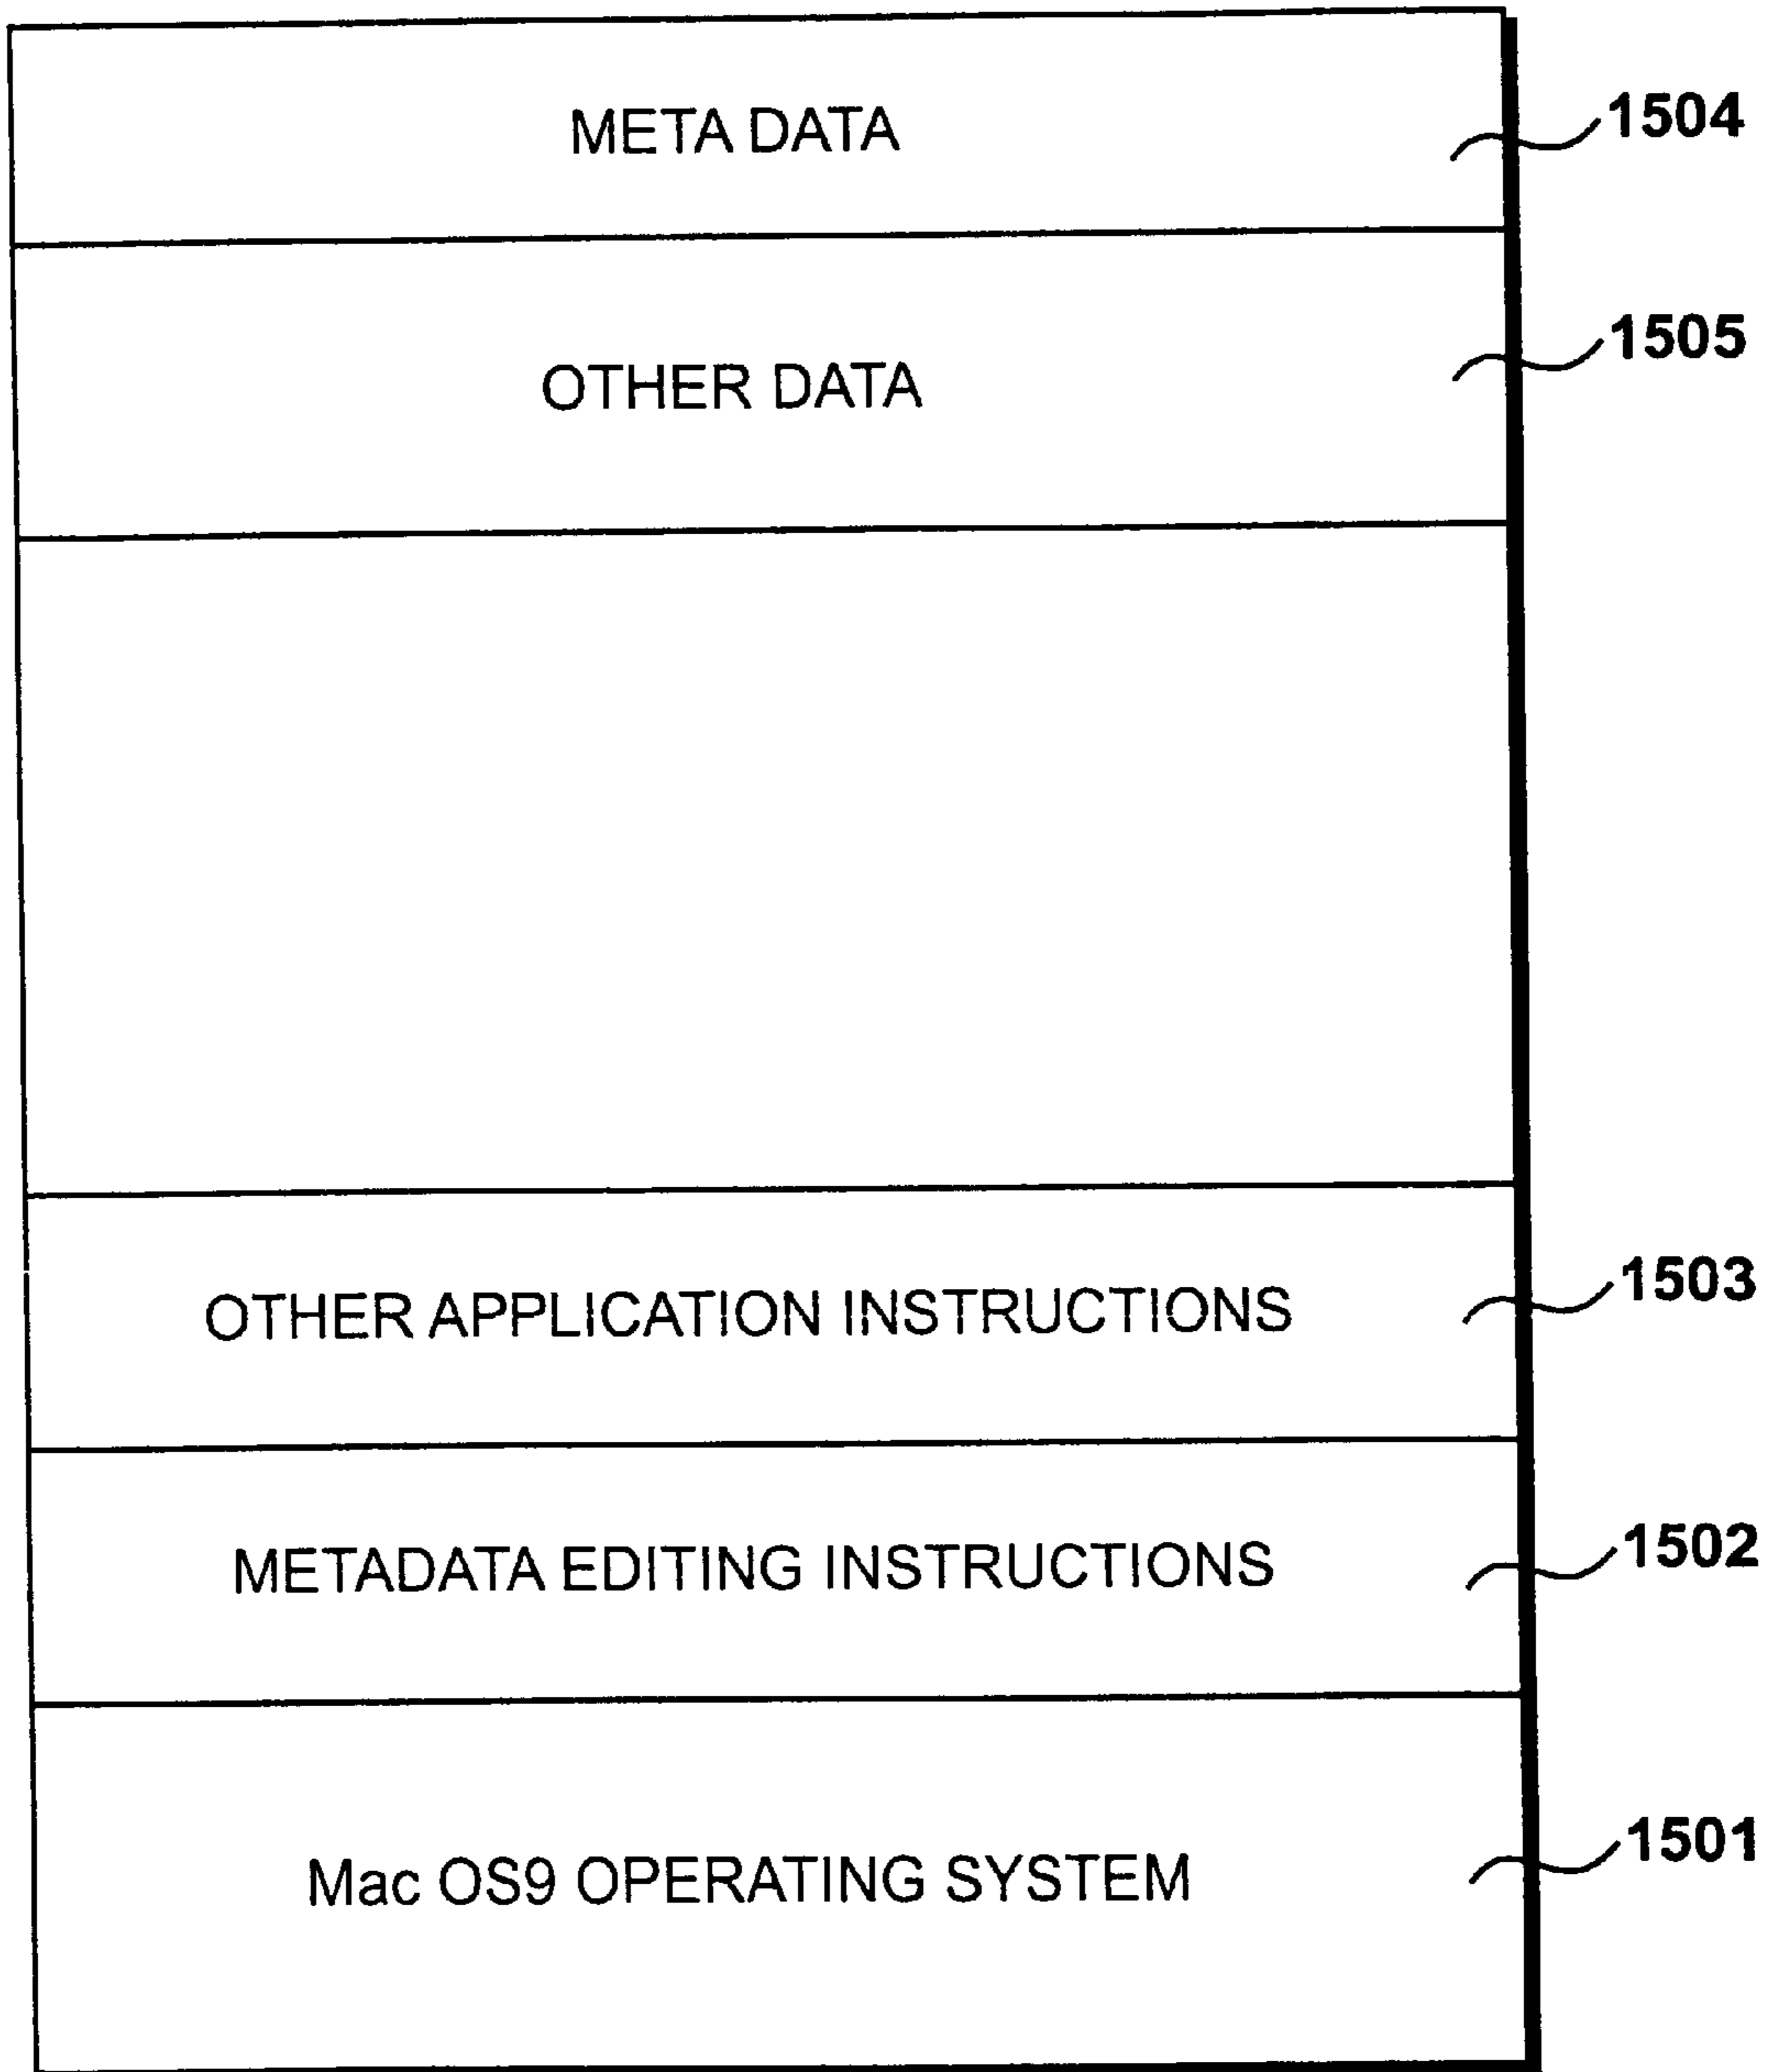 META DATA 1504
OTHER DATA 1505
OTHER APPLICATION INSTRUCTIONS 1503
METADATA EDITING INSTRUCTIONS 1502
Mac OS9 OPERATING SYSTEM 1501